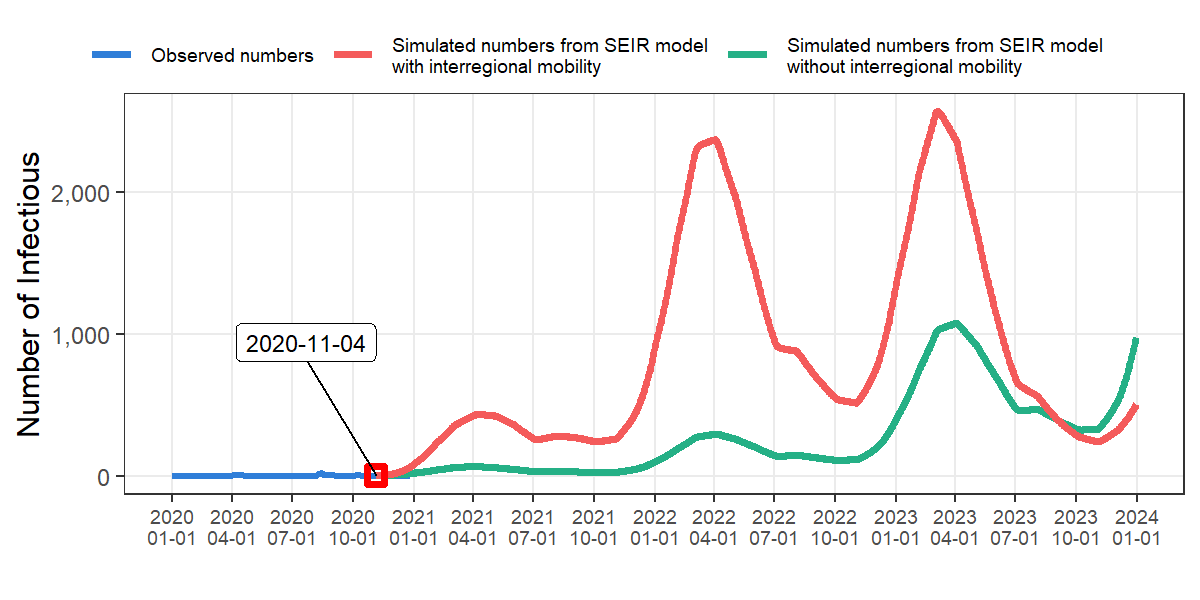 Observed numbers
Simulated numbers from SEIR model
with interregional mobility
Simulated numbers from SEIR model
without interregional mobility
Number of Infectious
2,000
1,000
0
2020-11-04
2020 2020 2020 2020 2021 2021 2021 2021 2022 2022 2022 2022 2023 2023 2023 2023 2024
01-01 04-01 07-01 10-01 01-01 04-01 07-01 10-01 01-01 04-01 07-01 10-01 01-01 04-01 07-01 10-01 01-01